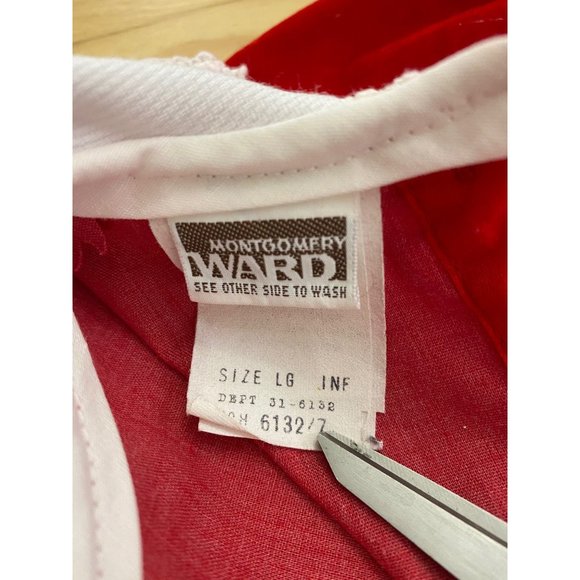 MONTGOMERY
WARD
SEE OTHER SIDE TO WASH
SIZE LG INF
DEPT 31-6132
6132/7